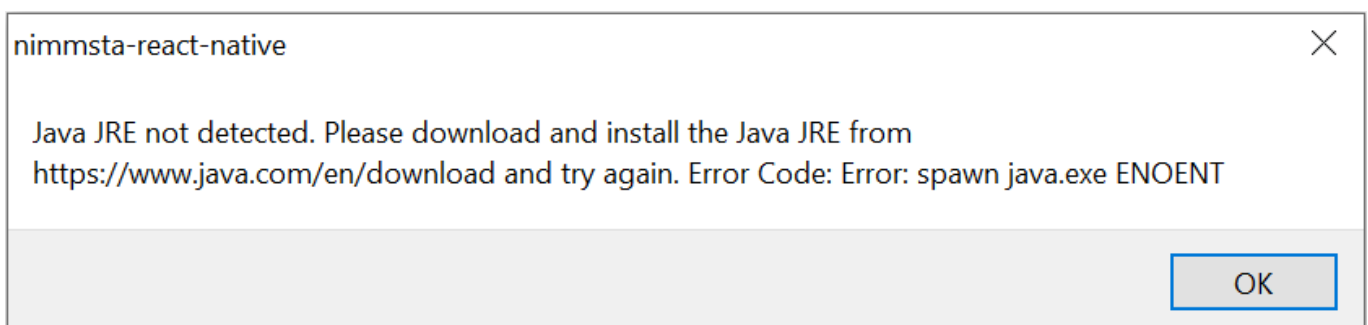 nimmsta-react-native
Java JRE not detected. Please download and install the Java JRE from
https://www.java.com/en/download and try again. Error Code: Error: spawn java.exe ENOENT
OK